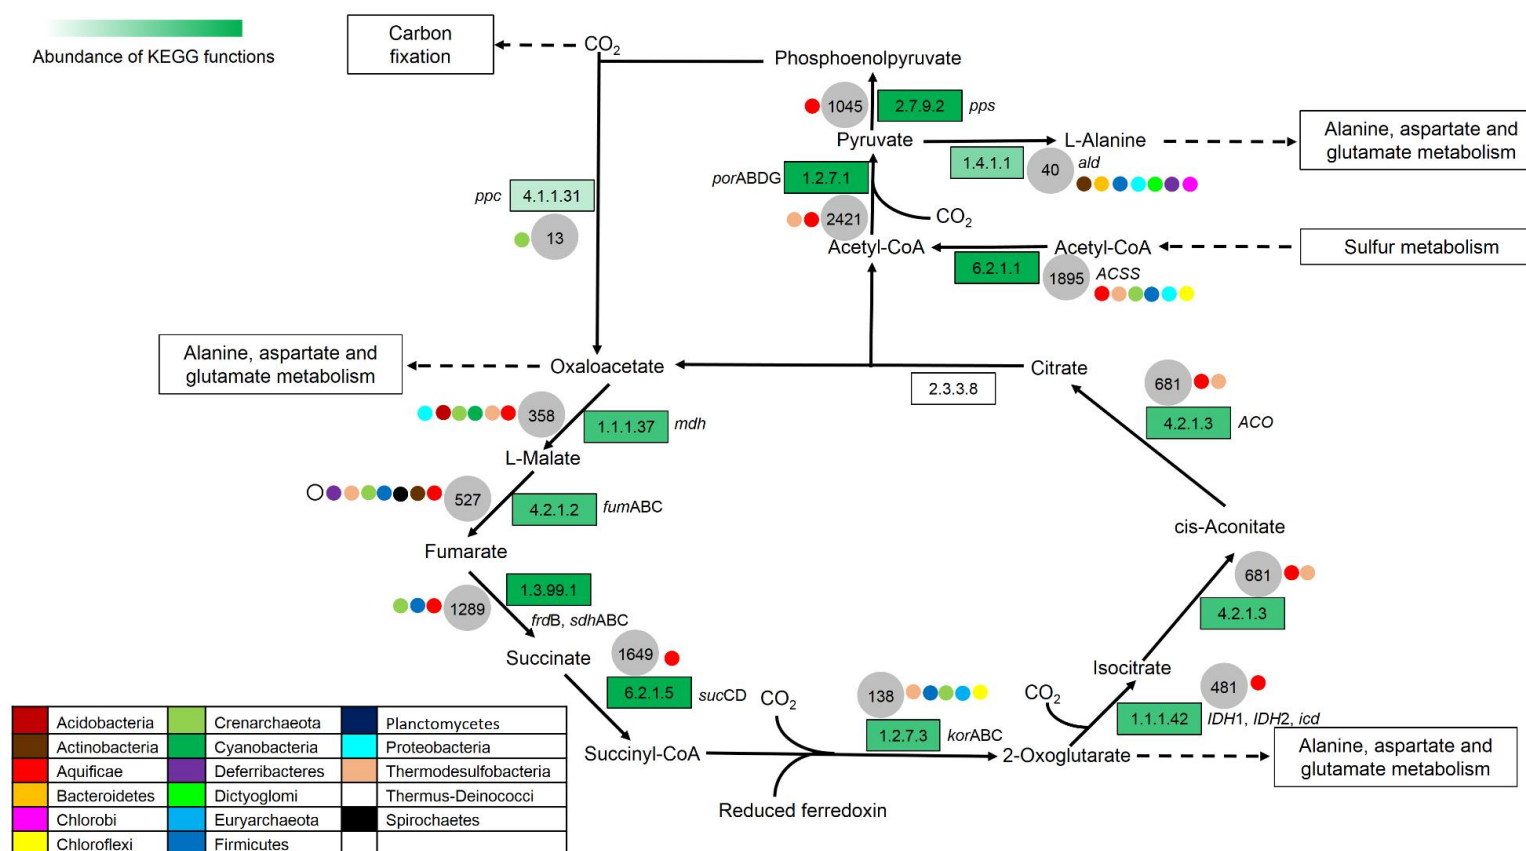 Abundance of KEGG functions
Carbon
fixation
CO2
Phosphoenolpyruvate
1045
2.7.9.2
pps
Pyruvate
L-Alanine
Alanine, aspartate and
glutamate metabolism
1.4.1.1
40
ald
porABDG
1.2.7.1
2421
CO2
ppc
4.1.1.31
13
Acetyl-CoA
Acetyl-CoA
Sulfur metabolism
6.2.1.1
1895
ACSS
Alanine, aspartate and
glutamate metabolism
Oxaloacetate
Citrate
2.3.3.8
681
4.2.1.3
ACO
358
1.1.1.37
mdh
L-Malate
527
4.2.1.2
fumABC
cis-Aconitate
Fumarate
681
4.2.1.3
1.3.99.1
1289
frdB, sdhABC
Succinate
1649
6.2.1.5
sucCD
CO2
138
1.2.7.3
korABC
Isocitrate
CO2
481
1.1.1.42
IDH1, IDH2, icd
Succinyl-CoA
2-Oxoglutarate
Alanine, aspartate and
glutamate metabolism
Reduced ferredoxin
Acidobacteria Crenarchaeota Planctomycetes
Actinobacteria Cyanobacteria Proteobacteria
Aquificae Deferribacteres Thermodesulfobacteria
Bacteroidetes Dictyoglomi Thermus-Deinococci
Chlorobi Euryarchaeota Spirochaetes
Chloroflexi Firmicutes